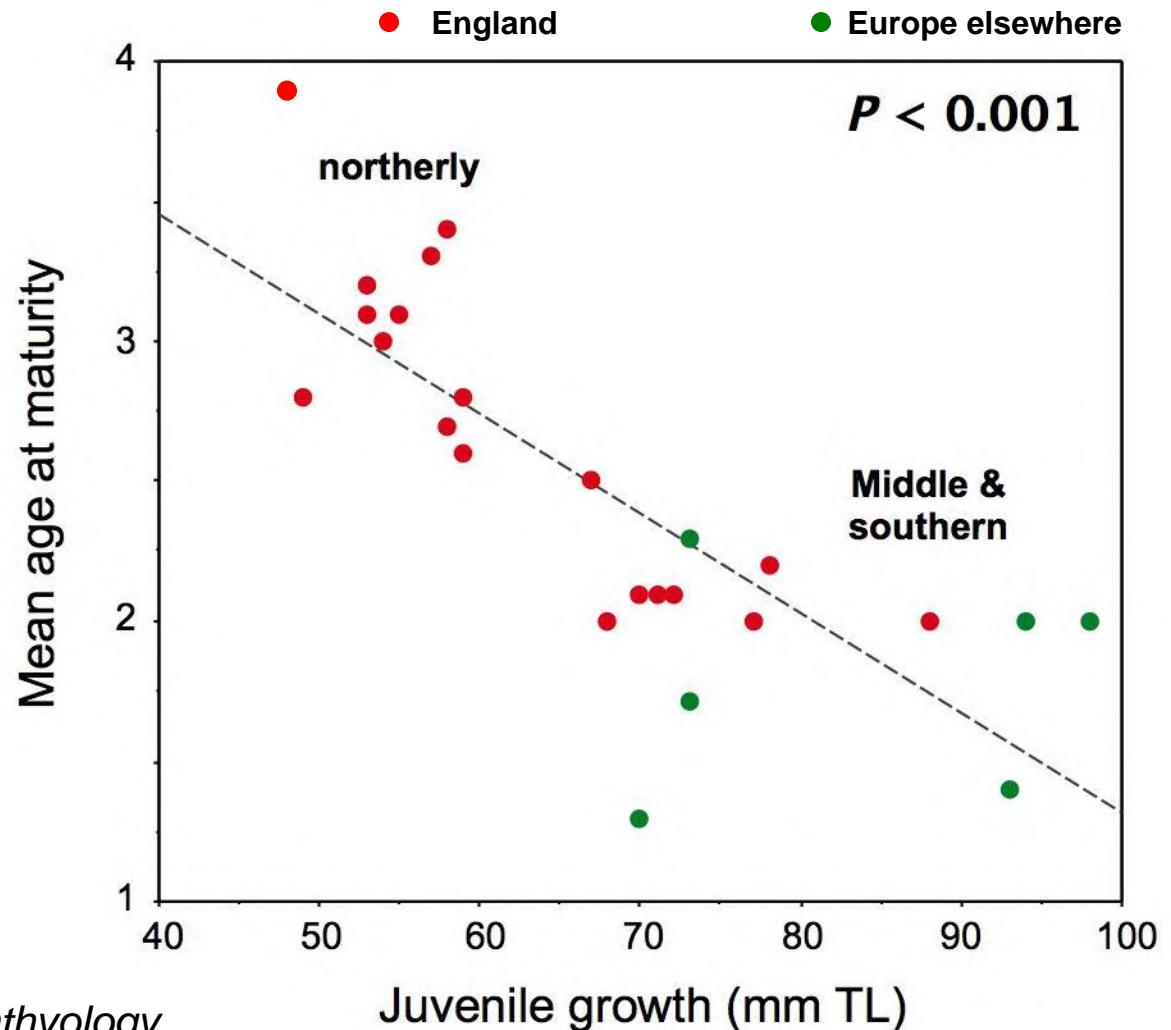 England
Europe elsewhere
4
P < 0.001
northerly
3
Mean age at maturity
Middle &
southern
2
1
40 50 60 70 80 90 100
Juvenile growth (mm TL)